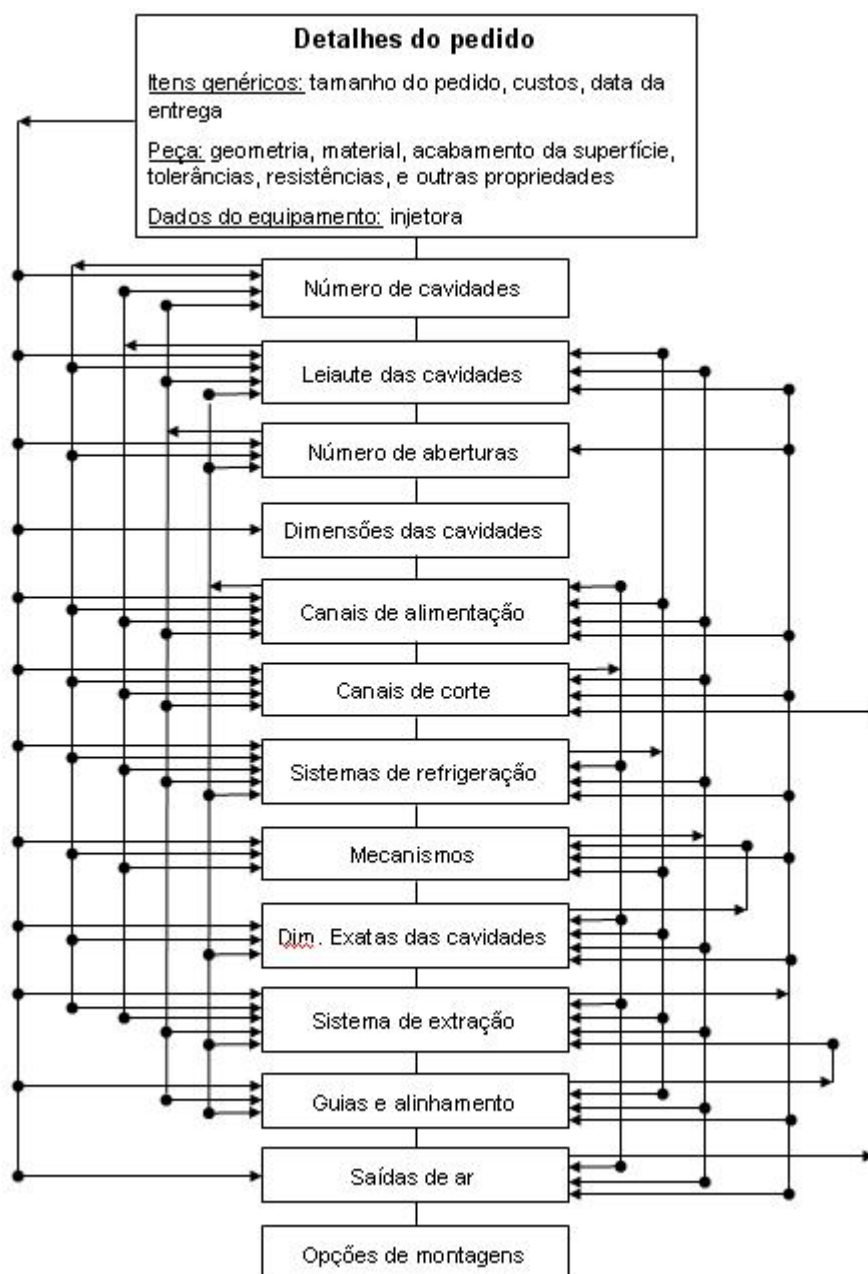 Detalhes do pedido
Itens genéricos: tamanho do pedido, custos, data da
entrega
Peça: geometria, material, acabamento da superfície,
tolerâncias, resistências, e outras propriedades
Dados do equipamento: injetora
Número de cavidades
Leiaute das cavidades
Número de aberturas
Dimensões das cavidades
Canais de alimentação
Canais de corte
Sistemas de refrigeração
Mecanismos
Dim. Exatas das cavidades
Sistema de extração
Guias e alinhamento
Saídas de ar
Opções de montagens